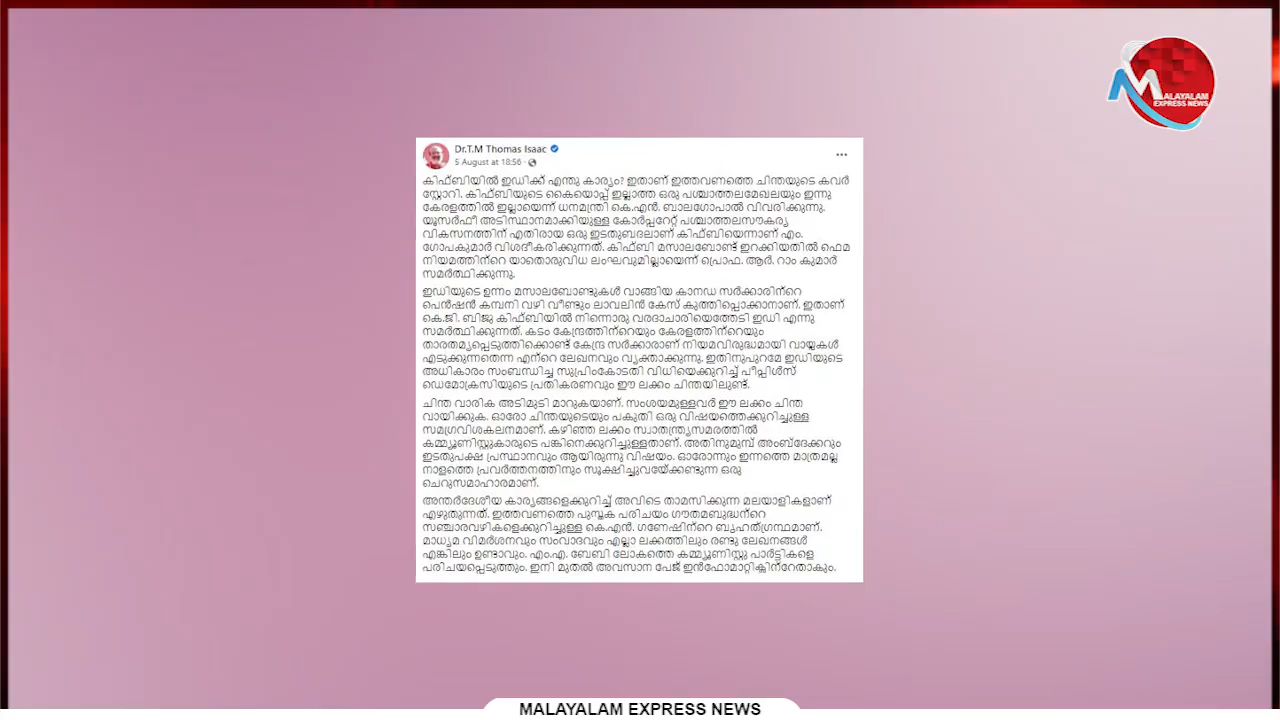 MALAYALAM
EXPRESS NEWS
Dr.T.M Thomas Isaac
5 August at 18:56
കിഫ്ബിയിൽ ഇഡിക്ക് എന്തു കാര്യം? ഇതാണ് ഇത്തവണത്തെ ചിന്തയുടെ കവർ
സ്റ്റോറി. കിഫ്ബിയുടെ കൈയൊപ്പ് ഇല്ലാത്ത ഒരു പശ്ചാത്തലമേഖലയും ഇന്നു
കേരളത്തിൽ ഇല്ലായെന്ന് ധനമന്ത്രി കെ.എൻ. ബാലഗോപാൽ വിവരിക്കുന്നു.
യൂസർഫീ അടിസ്ഥാനമാക്കിയുള്ള കോർപ്പറേറ്റ് പശ്ചാത്തലസൗകര്യ
വികസനത്തിന് എതിരായ ഒരു ഇടതുബദലാണ് കിഫ്ബിയെന്നാണ് എം.
ഗോപകുമാർ വിശദീകരിക്കുന്നത്. കിഫ്ബി മസാലബോണ്ട് ഇറക്കിയതിൽ ഫെമ
നിയമത്തിന്റെ യാതൊരുവിധ ലംഘവുമില്ലായെന്ന് പ്രൊഫ. ആർ. റാം കുമാർ
സമർത്ഥിക്കുന്നു.
ഇഡിയുടെ ഉന്നം മസാലബോണ്ടുകൾ വാങ്ങിയ കാനഡ സർക്കാരിന്റെ
പെൻഷൻ കമ്പനി വഴി വീണ്ടും ലാവലിൻ കേസ് കുത്തിപ്പൊക്കാനാണ്. ഇതാണ്
കെ.ജി. ബിജു കിഫ്ബിയിൽ നിന്നൊരു വരദാചാരിയെത്തേടി ഇഡി എന്നു
സമർത്ഥിക്കുന്നത്. കടം കേന്ദ്രത്തിന്റെയും കേരളത്തിന്റെയും
താരതമ്യപ്പെടുത്തിക്കൊണ്ട് കേന്ദ്ര സർക്കാരാണ് നിയമവിരുദ്ധമായി വായ്പകൾ
എടുക്കുന്നതെന്ന എന്റെ ലേഖനവും വ്യക്താക്കുന്നു. ഇതിനുപുറമേ ഇഡിയുടെ
അധികാരം സംബന്ധിച്ച സുപ്രിംകോടതി വിധിയെക്കുറിച്ച് പീപ്പിൾസ്
ഡെമോക്രസിയുടെ പ്രതികരണവും ഈ ലക്കം ചിന്തയിലുണ്ട്.
ചിന്ത വാരിക അടിമുടി മാറുകയാണ്. സംശയമുള്ളവർ ഈ ലക്കം ചിന്ത
വായിക്കുക. ഓരോ ചിന്തയുടെയും പകുതി ഒരു വിഷയത്തെക്കുറിച്ചുള്ള
സമഗ്രവിശകലനമാണ്. കഴിഞ്ഞ ലക്കം സ്വാതന്ത്ര്യസമരത്തിൽ
കമ്മ്യൂണിസ്റ്റുകാരുടെ പങ്കിനെക്കുറിച്ചുള്ളതാണ്. അതിനുമുമ്പ് അംബ്ദേക്കറും
ഇടതുപക്ഷ പ്രസ്ഥാനവും ആയിരുന്നു വിഷയം. ഓരോന്നും ഇന്നത്തെ മാത്രമല്ല
നാളത്തെ പ്രവർത്തനത്തിനും സൂക്ഷിച്ചുവയ്ക്കേണ്ടുന്ന ഒരു
ചെറുസമാഹാരമാണ്.
അന്തർദേശീയ കാര്യങ്ങളെക്കുറിച്ച് അവിടെ താമസിക്കുന്ന മലയാളികളാണ്
എഴുതുന്നത്. ഇത്തവണത്തെ പുസ്തക പരിചയം ഗൗതമബുദ്ധന്റെ
സഞ്ചാരവഴികളെക്കുറിച്ചുള്ള കെ.എൻ. ഗണേഷിന്റെ ബൃഹത്ഗ്രന്ഥമാണ്.
മാധ്യമ വിമർശനവും സംവാദവും എല്ലാ ലക്കത്തിലും രണ്ടു ലേഖനങ്ങൾ
എങ്കിലും ഉണ്ടാവും. എം.എ. ബേബി ലോകത്തെ കമ്മ്യൂണിസ്റ്റു പാർട്ടികളെ
പരിചയപ്പെടുത്തും. ഇനി മുതൽ അവസാന പേജ് ഇൻഫോമാറ്റിക്സിന്റേതാകും.
MALAYALAM EXPRESS NEWS